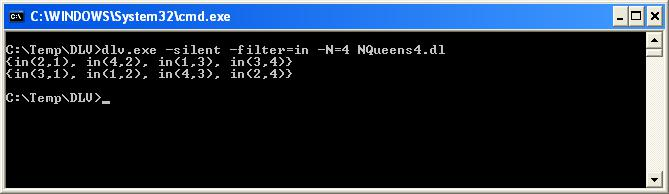 C:\WINDOWS\System32\cmd.exe
C:\Temp\DLV>dlv.exe -silent -filter=in -N=4 NQueens4.dl
{in(2,1), in(4,2), in(1,3), in(3,4)}
{in(3,1), in(1,2), in(4,3), in(2,4)}
C:\Temp\DLV>_